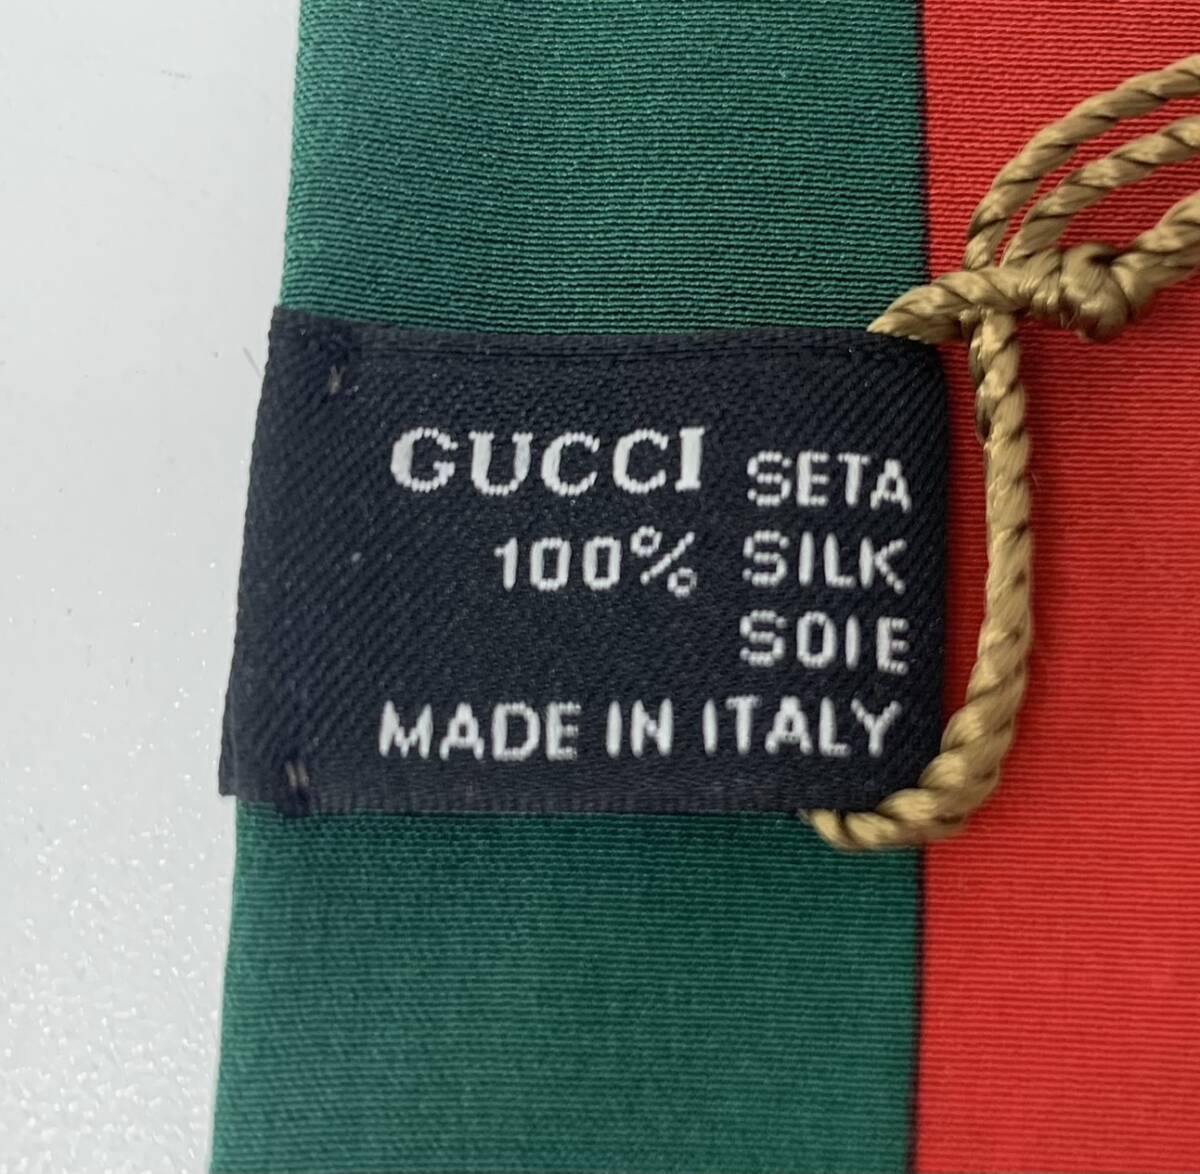 GUCCI SETA
100% SILK
SOIE
MADE IN ITALY